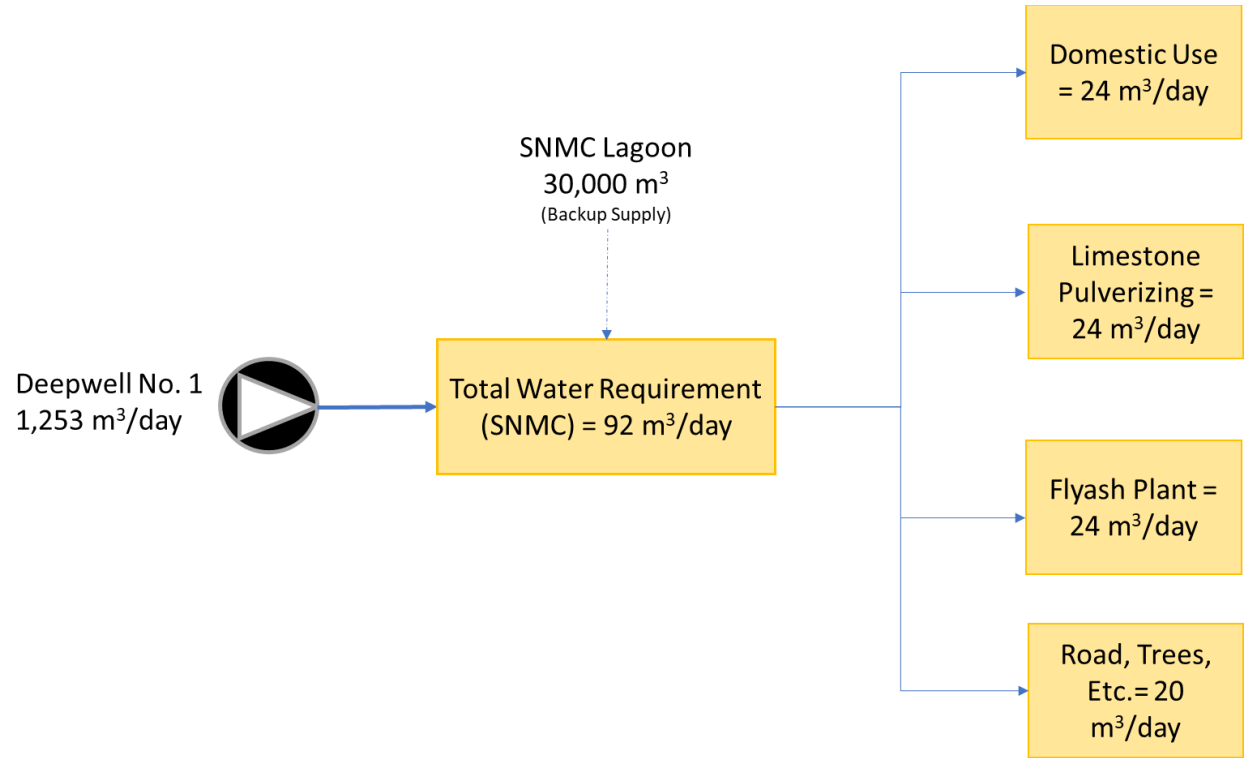 Deepwell No. 1
1,253 m³/day
SNMC Lagoon
30,000 m³
(Backup Supply)
Total Water Requirement
(SNMC) = 92 m³/day
Domestic Use
= 24 m³/day
Limestone
Pulverizing =
24 m³/day
Flyash Plant =
24 m³/day
Road, Trees,
Etc.= 20
m³/day